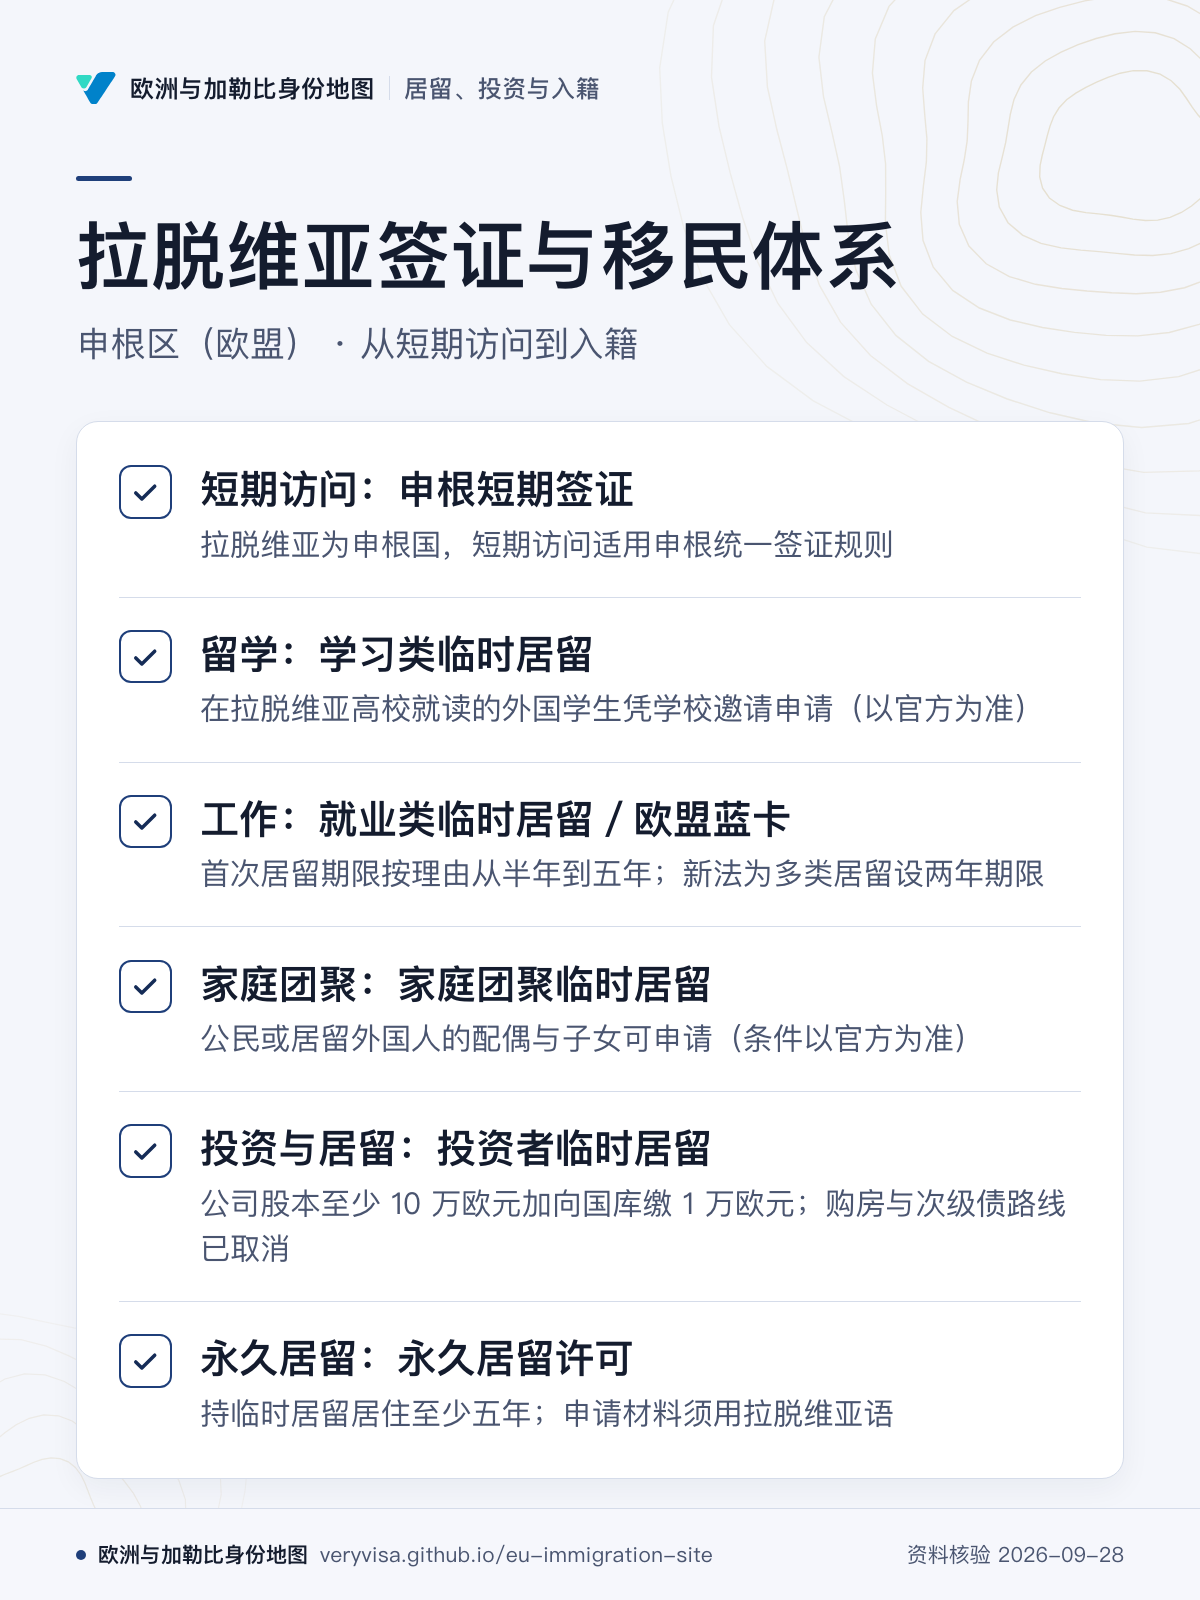 欧洲与加勒比身份地图 | 居留、投资与入籍
拉脱维亚签证与移民体系
申根区（欧盟） · 从短期访问到入籍
短期访问：申根短期签证
拉脱维亚为申根国，短期访问适用申根统一签证规则
留学：学习类临时居留
在拉脱维亚高校就读的外国学生凭学校邀请申请（以官方为准）
工作：就业类临时居留 / 欧盟蓝卡
首次居留期限按理由从半年到五年；新法为多类居留设两年期限
家庭团聚：家庭团聚临时居留
公民或居留外国人的配偶与子女可申请（条件以官方为准）
投资与居留：投资者临时居留
公司股本至少 10 万欧元加向国库缴 1 万欧元；购房与次级债路线
已取消
永久居留：永久居留许可
持临时居留居住至少五年；申请材料须用拉脱维亚语
欧洲与加勒比身份地图 veryvisa.github.io/eu-immigration-site
资料核验 2026-09-28